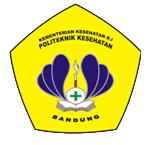 KEMENTERIAN KESEHATAN R.I
POLITEKNIK KESEHATAN
BANDUNG